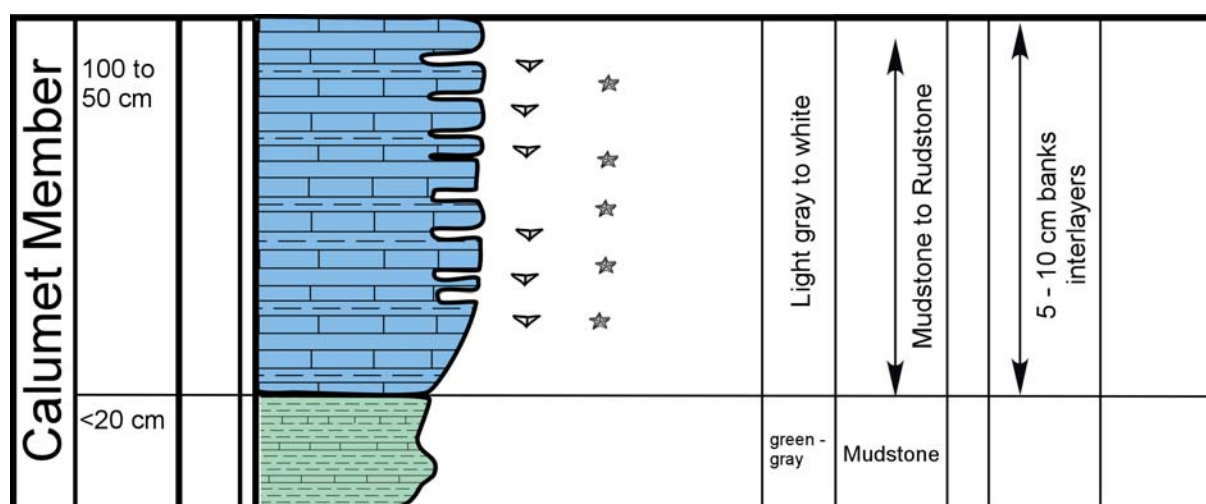 Calumet Member
100 to
50 cm
Light gray to white
Mudstone to Rudstone
5 - 10 cm banks
interlayers
<20 cm
green -
gray
Mudstone